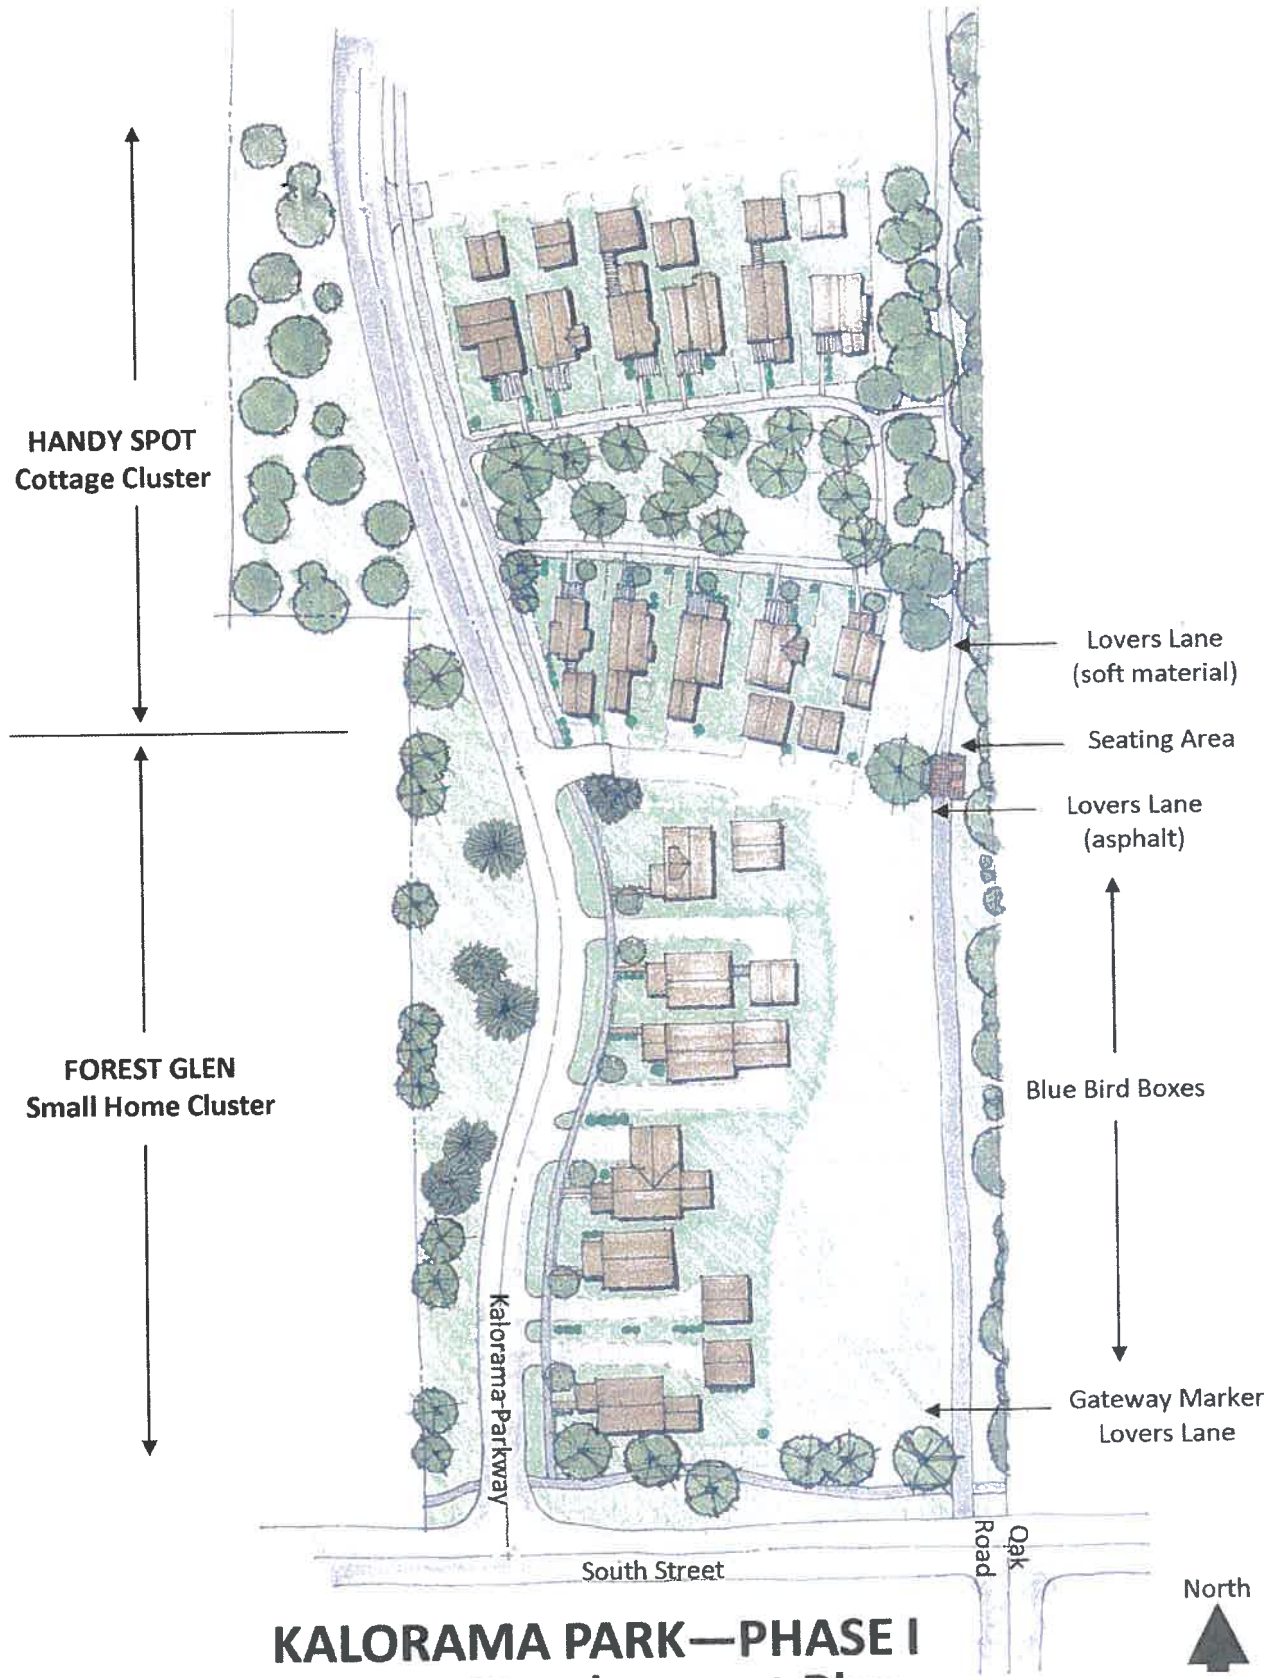 HANDY SPOT
Cottage Cluster
Lovers Lane
(soft material)
Seating Area
Lovers Lane
(asphalt)
FOREST GLEN
Small Home Cluster
Blue Bird Boxes
Kalorama Parkway
Gateway Marker
Lovers Lane
South Street
Oak
Road
North
KALORAMA PARK—PHASE I